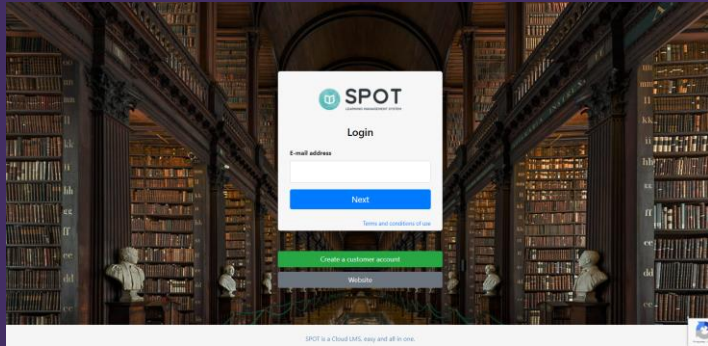 SPOT
LEARNING MANAGEMENT SYSTEM
Login
E-mail address
Next
Terms and conditions of use
Create a customer account
Website
SPOT is a Cloud LMS, easy and all in one.